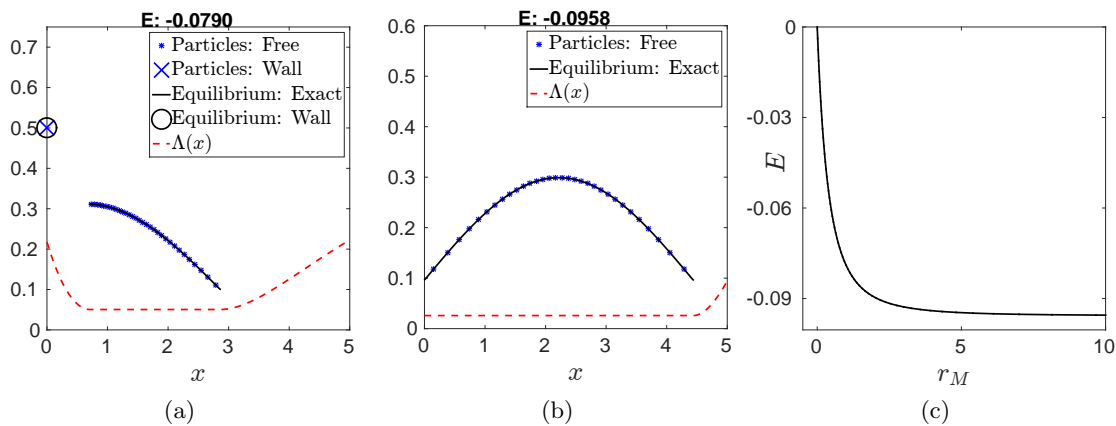 E: -0.0790
Particles: Free
Particles: Wall
Equilibrium: Exact
Equilibrium: Wall
Λ(x)
0.7
0.6
0.5
0.4
0.3
0.2
0.1
0
0 1 2 3 4 5
x
(a)
E: -0.0958
Particles: Free
Equilibrium: Exact
Λ(x)
0.6
0.5
0.4
0.3
0.2
0.1
0
0 1 2 3 4 5
x
(b)
0
-0.03
-0.06
-0.09
E
0 5 10
r_M
(c)